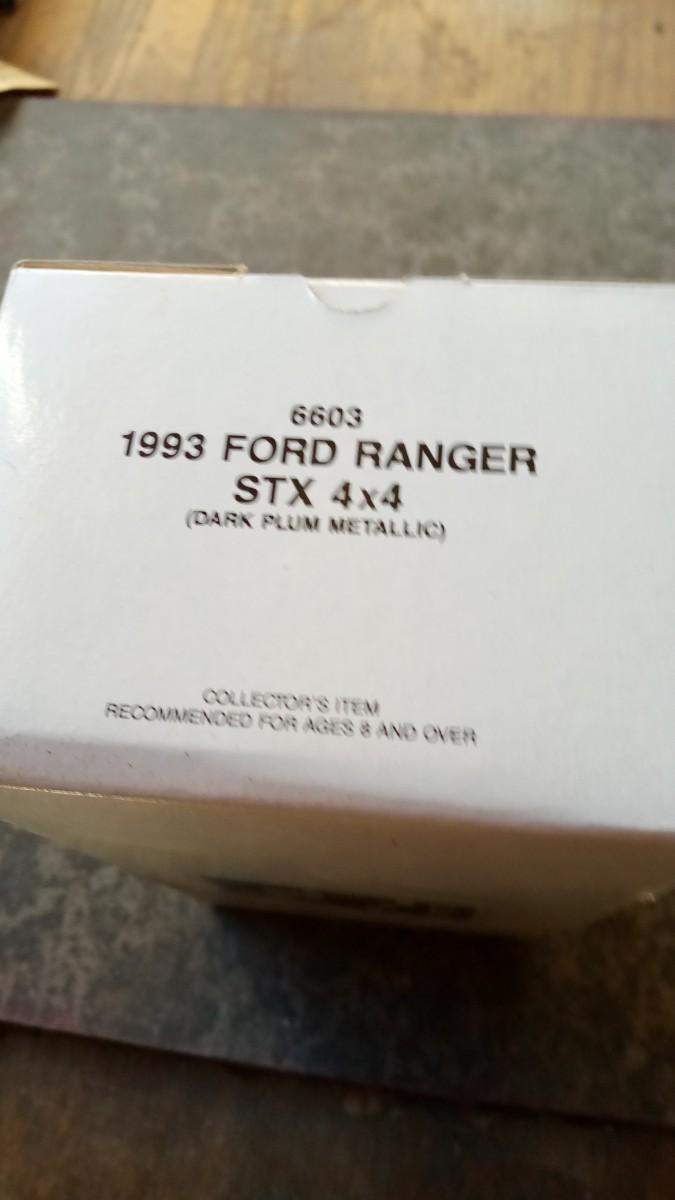 6603
1993 FORD RANGER
STX 4x4
(DARK PLUM METALLIC)
COLLECTOR'S ITEM
RECOMMENDED FOR AGES 8 AND OVER